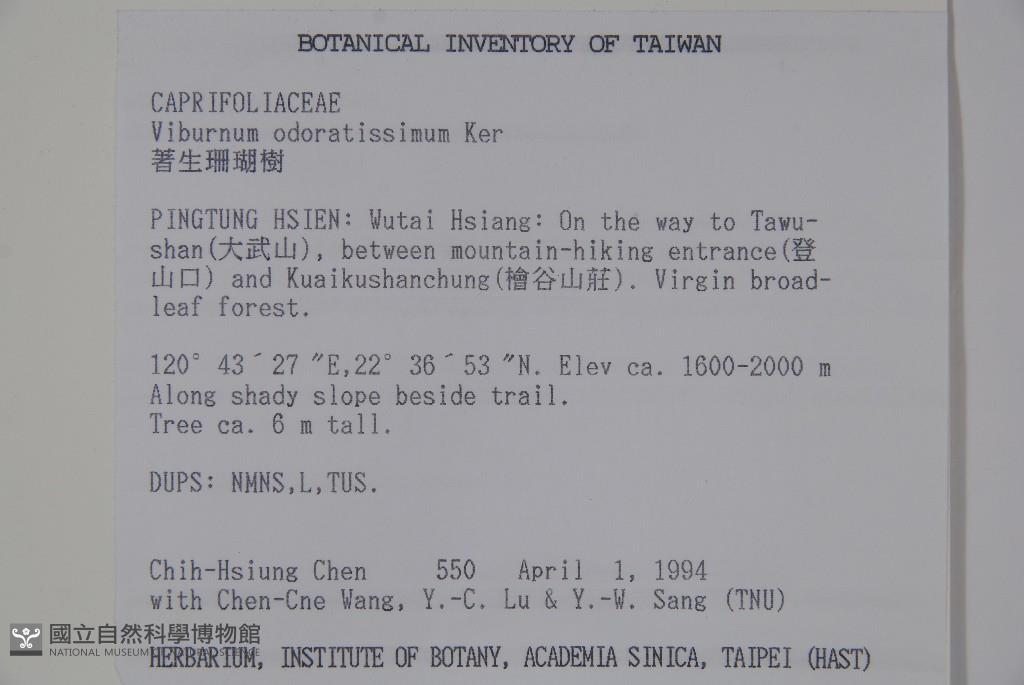 BOTANICAL INVENTORY OF TAIWAN
CAPRIFOLIACEAE
Viburnum odoratissimum Ker
著生珊瑚樹
PINGTUNG HSIEN: Wutai Hsiang: On the way to Tawu-
shan(大武山), between mountain-hiking entrance(登
山口) and Kuaikushanchung(檜谷山莊). Virgin broad-
leaf forest.
120° 43´27 ″E,22° 36´53 ″N. Elev ca. 1600-2000 m
Along shady slope beside trail.
Tree ca. 6 m tall.
DUPS: NMNS,L,TUS.
Chih-Hsiung Chen 550 April 1, 1994
with Chen-Cne Wang, Y.-C. Lu & Y.-W. Sang (TNU)
國立自然科學博物館
NATIONAL MUSEUM OF NATURAL SCIENCE
HERBARIUM, INSTITUTE OF BOTANY, ACADEMIA SINICA, TAIPEI (HAST)